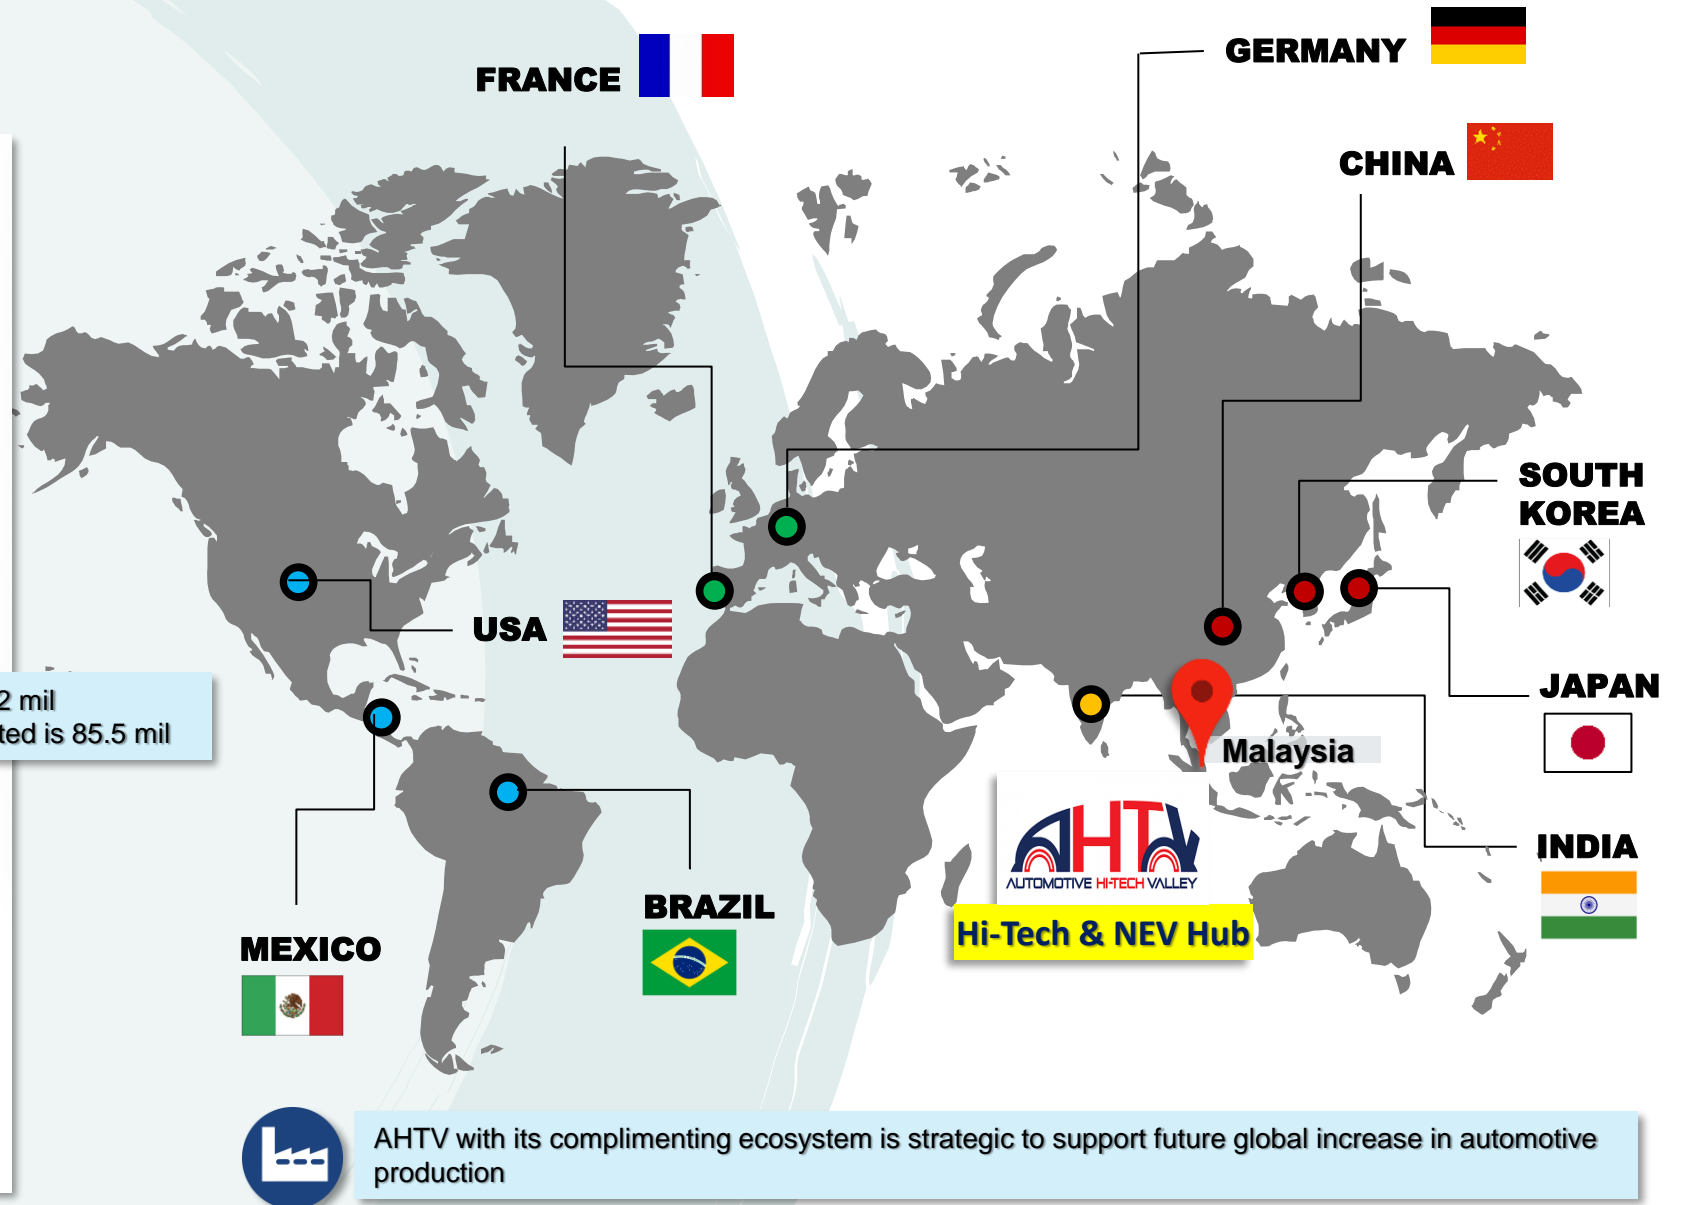 FRANCE
GERMANY
CHINA
SOUTH
KOREA
USA
2 mil
ted is 85.5 mil
JAPAN
Malaysia
AUTOMOTIVE HI-TECH VALLEY
INDIA
Hi-Tech & NEV Hub
BRAZIL
MEXICO
AHTV with its complimenting ecosystem is strategic to support future global increase in automotive
production